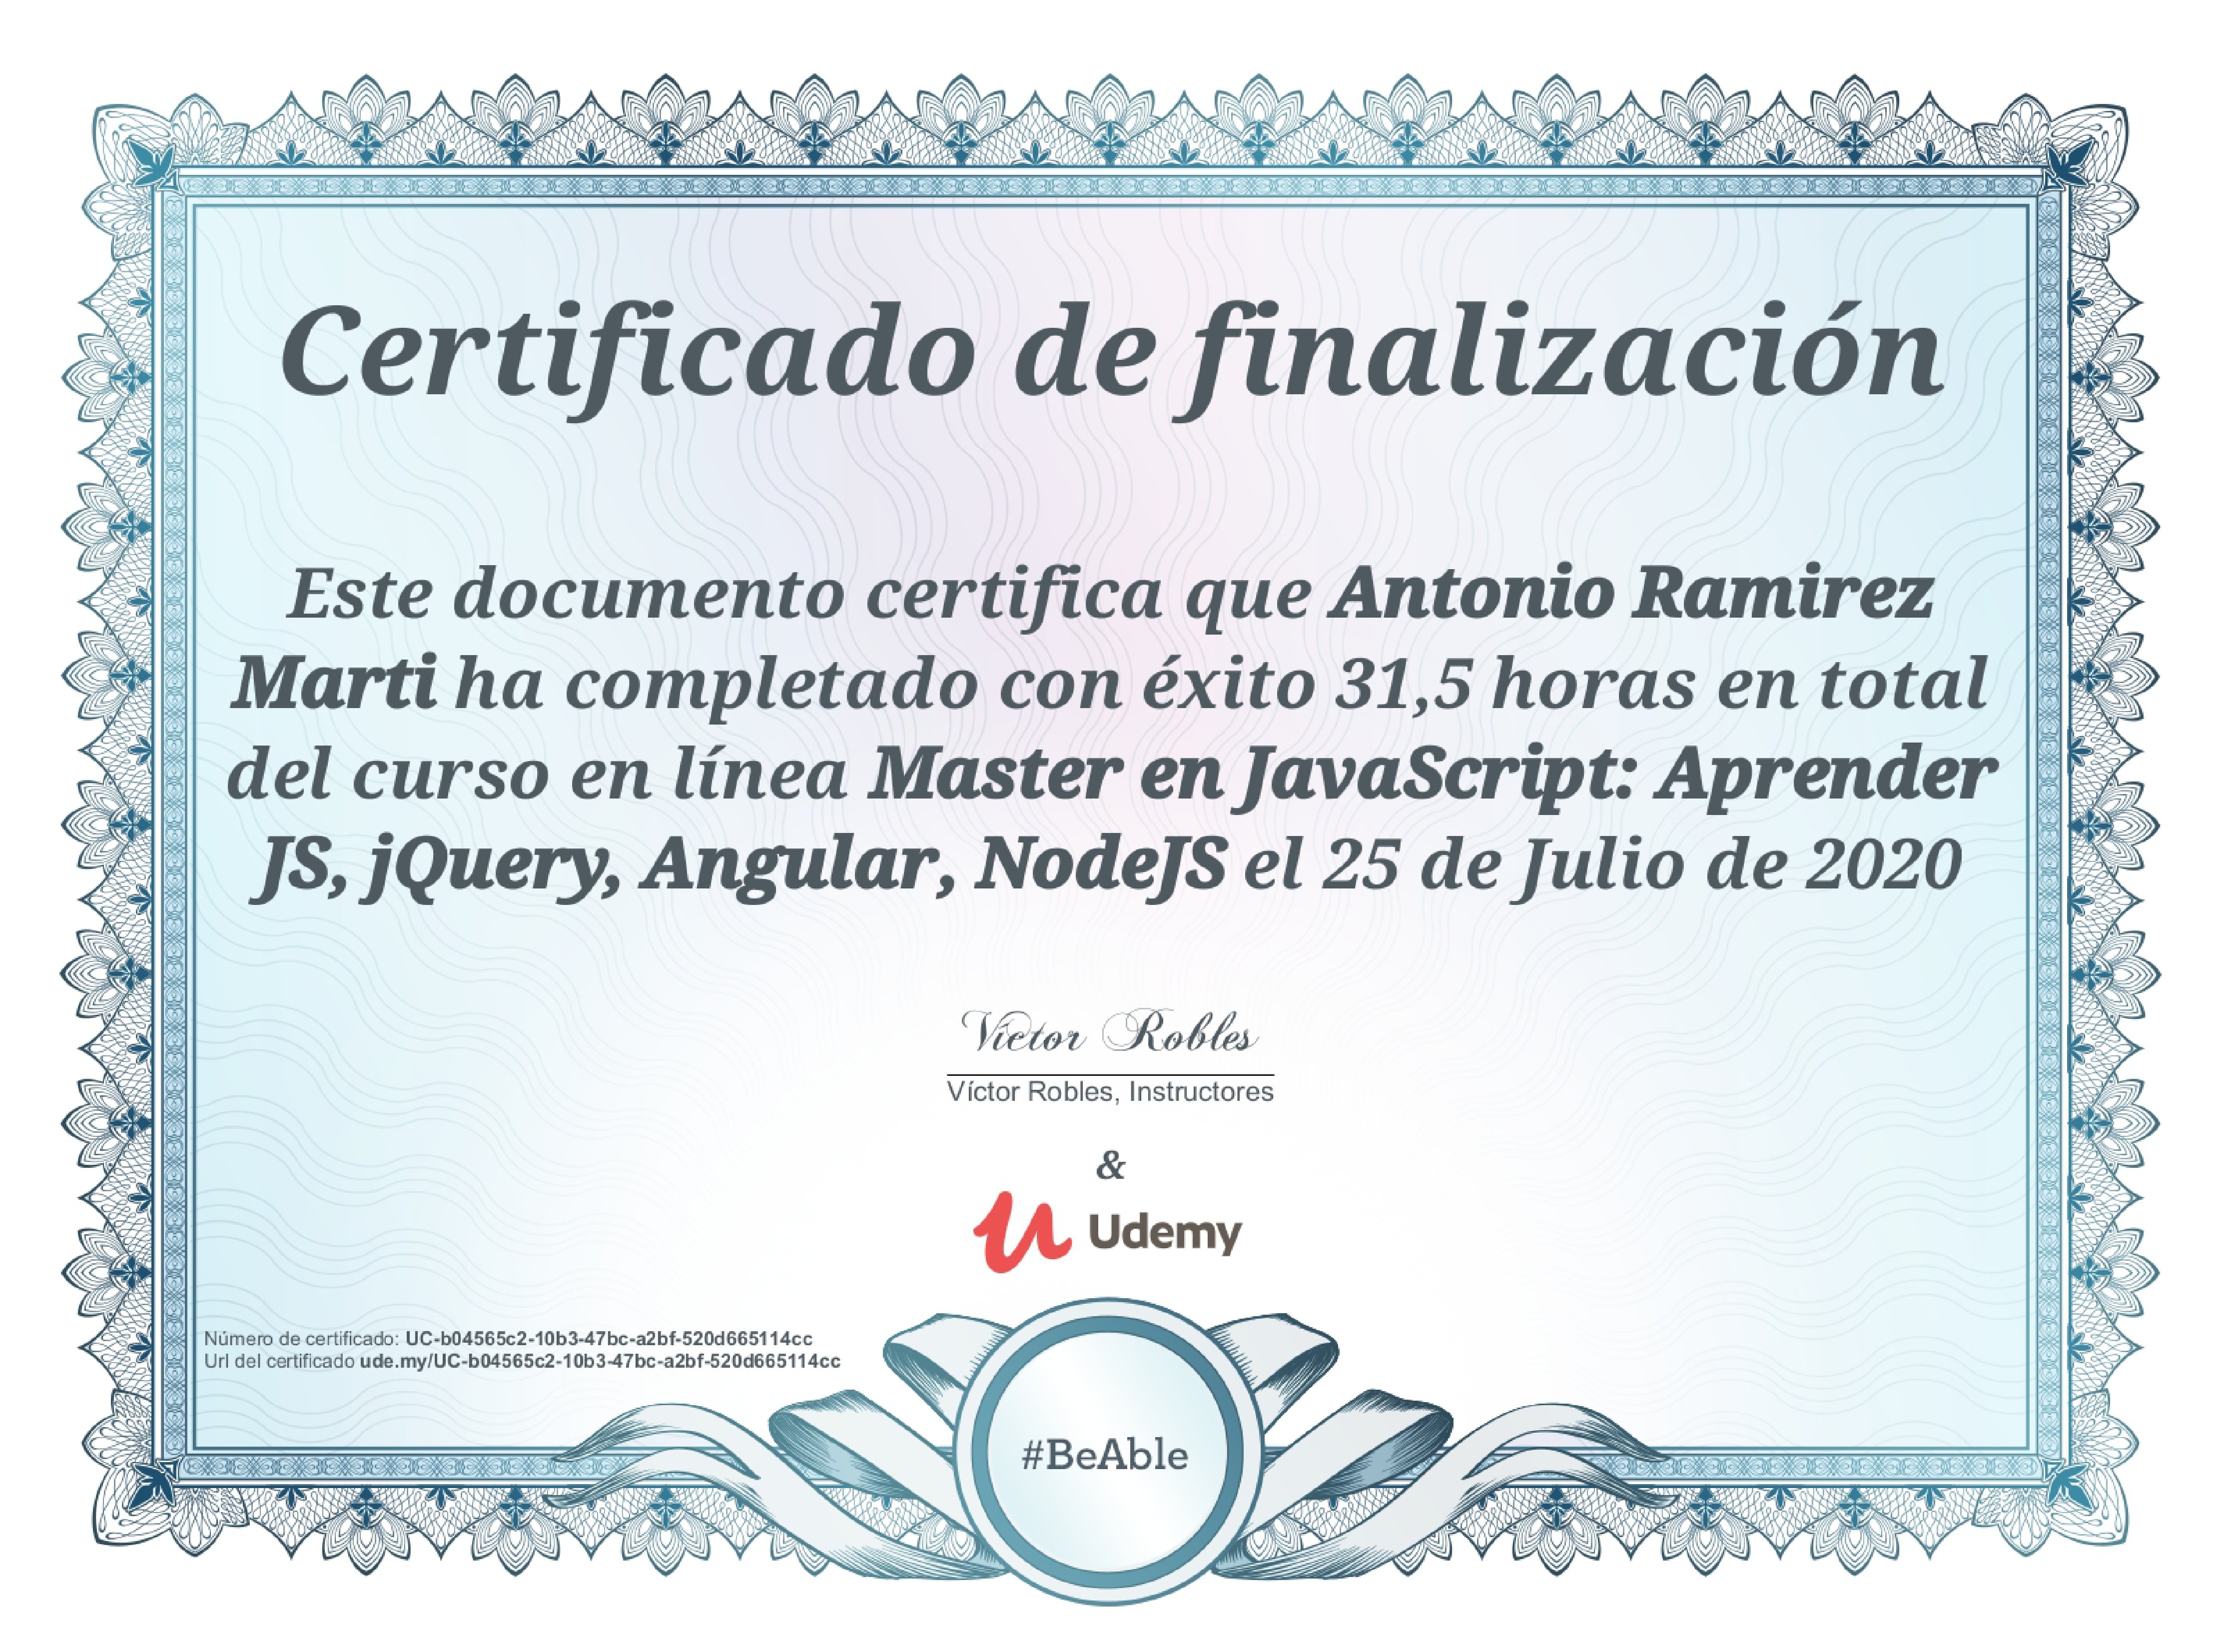 Certificado de finalización
Este documento certifica que Antonio Ramirez
Marti ha completado con éxito 31,5 horas en total
del curso en línea Master en JavaScript: Aprender
JS, jQuery, Angular, NodeJS el 25 de Julio de 2020
Víctor Robles
Víctor Robles, Instructores
&
Udemy
Número de certificado: UC-b04565c2-10b3-47bc-a2bf-520d665114cc
Url del certificado ude.my/UC-b04565c2-10b3-47bc-a2bf-520d665114cc
#BeAble